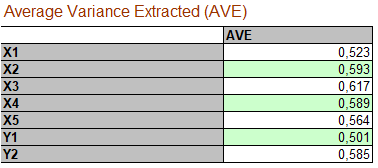 Average Variance Extracted (AVE)
AVE
X1 0,523
X2 0,593
X3 0,617
X4 0,589
X5 0,564
Y1 0,501
Y2 0,585